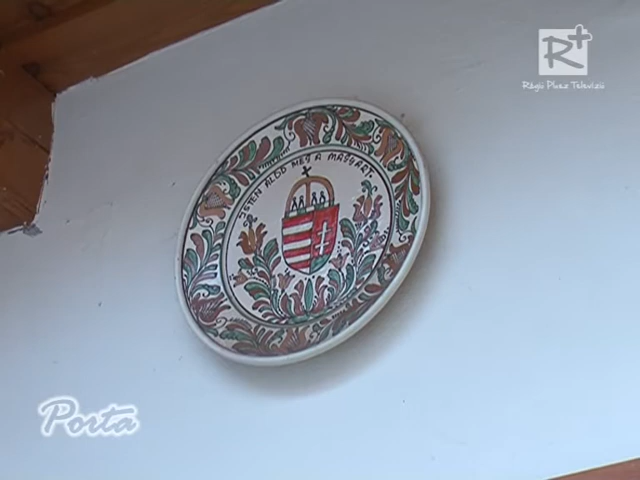 R+
Régió Plusz Televízió
ISTEN ÁLDD MEG A MAGYART.
Porta